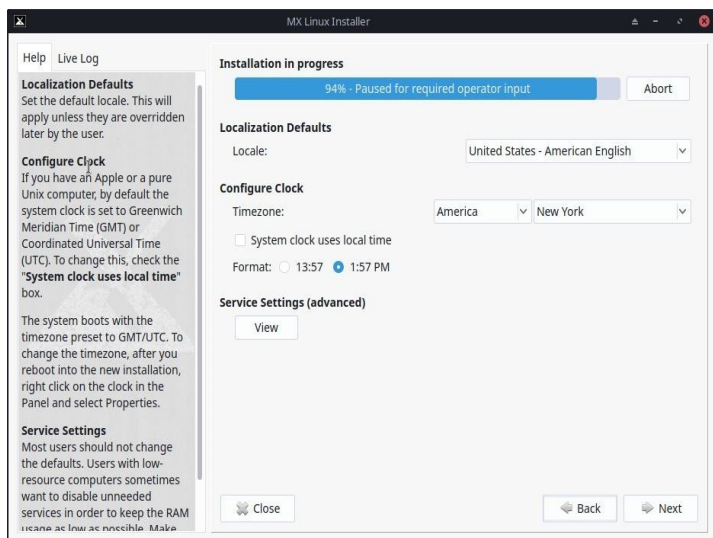 MX Linux Installer
Help Live Log
Localization Defaults
Set the default locale. This will
apply unless they are overridden
later by the user.
Configure Clock
If you have an Apple or a pure
Unix computer, by default the
system clock is set to Greenwich
Meridian Time (GMT) or
Coordinated Universal Time
(UTC). To change this, check the
"System clock uses local time"
box.
The system boots with the
timezone preset to GMT/UTC. To
change the timezone, after you
reboot into the new installation,
right click on the clock in the
Panel and select Properties.
Service Settings
Most users should not change
the defaults. Users with low-
resource computers sometimes
want to disable unneeded
services in order to keep the RAM
usage as low as possible. Make
Installation in progress
94% - Paused for required operator input Abort
Localization Defaults
Locale: United States - American English
Configure Clock
Timezone: America New York
System clock uses local time
Format: 13:57 1:57 PM
Service Settings (advanced)
View
Close Back Next